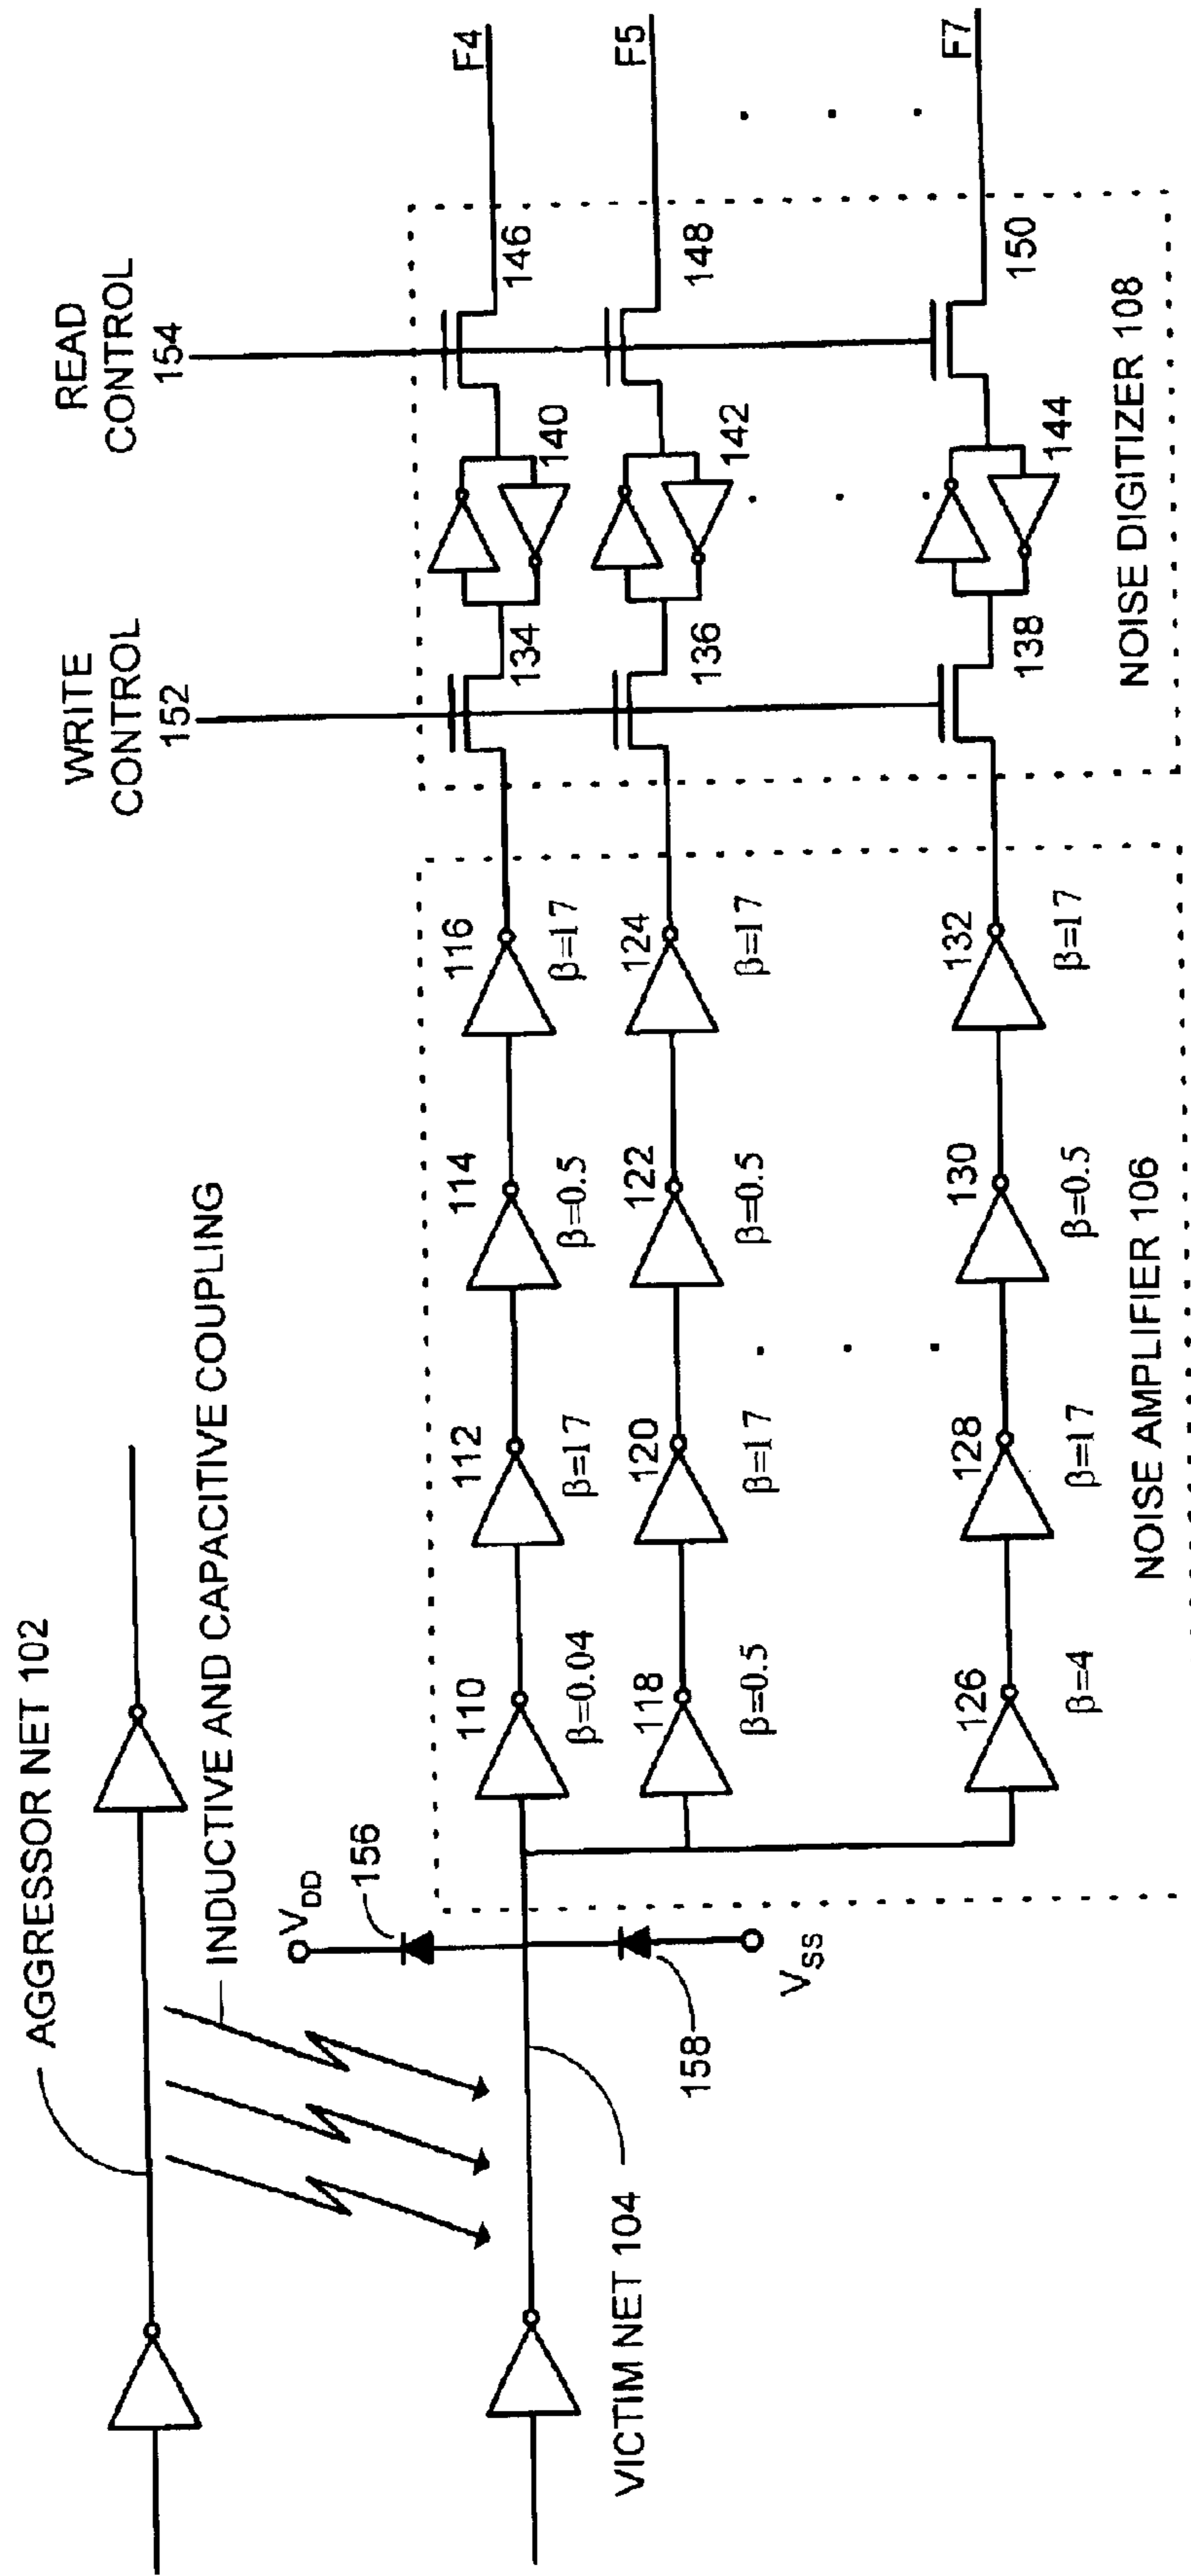 AGGRESSOR NET 102
INDUCTIVE AND CAPACITIVE COUPLING
VICTIM NET 104
V_DD
156
158
V_SS
WRITE
CONTROL
152
READ
CONTROL
154
110
β=0.04
112
β=17
114
β=0.5
116
β=17
134
140
146
F4
118
β=0.5
120
β=17
122
β=0.5
124
β=17
136
142
148
F5
126
β=4
128
β=17
130
β=0.5
132
β=17
138
144
150
F7
NOISE AMPLIFIER 106
NOISE DIGITIZER 108